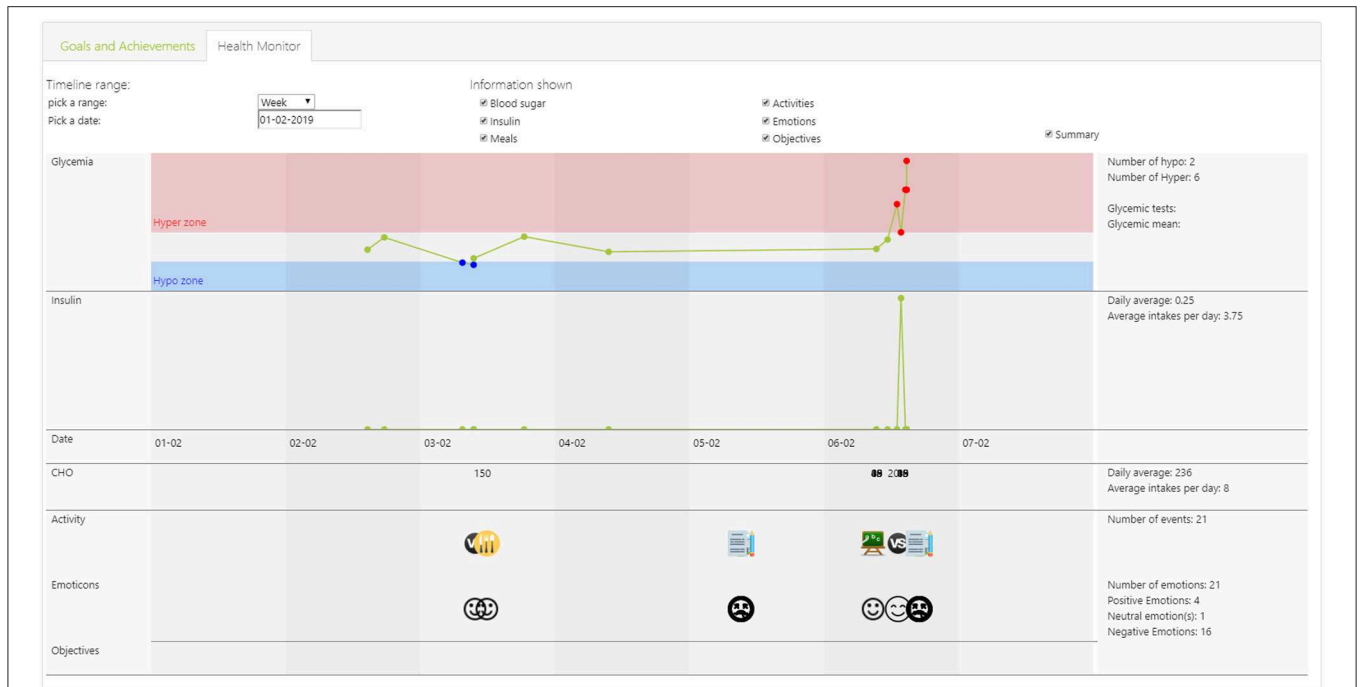 Goals and Achievements Health Monitor
Timeline range: Information shown
pick a range: Week Blood sugar Activities
Pick a date: 01-02-2019 Insulin Emotions
Meals Objectives Summary
Glycemia Number of hypo: 2
Number of Hyper: 6
Glycemic tests:
Hyper zone Glycemic mean:
Hypo zone
Insulin Daily average: 0.25
Average intakes per day: 3.75
Date 01-02 02-02 03-02 04-02 05-02 06-02 07-02
CHO 150 Daily average: 236
Average intakes per day: 8
Activity Number of events: 21
VS
Emoticons Number of emotions: 21
Positive Emotions: 4
Neutral emotion(s): 1
Negative Emotions: 16
Objectives